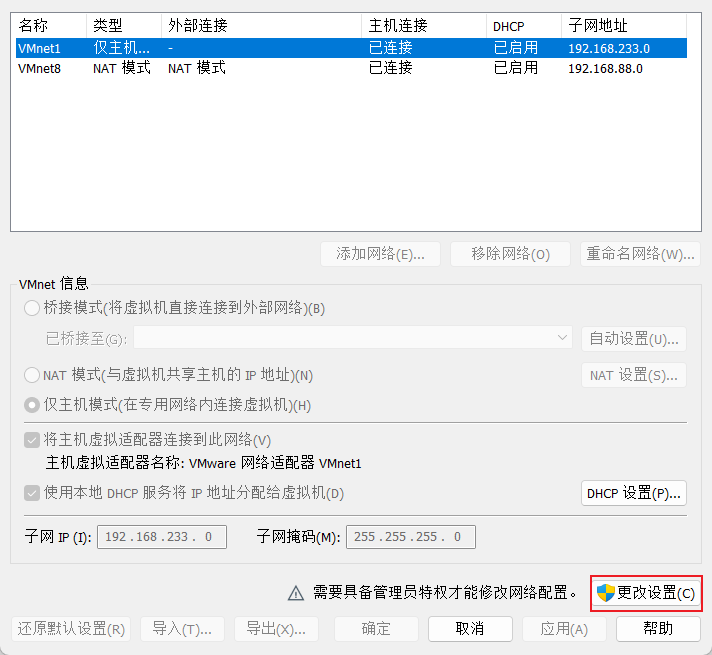 名称 类型 外部连接 主机连接 DHCP 子网地址
VMnet1 仅主机... - 已连接 已启用 192.168.233.0
VMnet8 NAT 模式 NAT 模式 已连接 已启用 192.168.88.0
添加网络(E)... 移除网络(O) 重命名网络(W)...
VMnet 信息
桥接模式(将虚拟机直接连接到外部网络)(B)
已桥接至(G): 自动设置(U)...
NAT 模式(与虚拟机共享主机的 IP 地址)(N) NAT 设置(S)...
仅主机模式(在专用网络内连接虚拟机)(H)
将主机虚拟适配器连接到此网络(V)
主机虚拟适配器名称: VMware 网络适配器 VMnet1
使用本地 DHCP 服务将 IP 地址分配给虚拟机(D) DHCP 设置(P)...
子网 IP (I): 192 . 168 . 233 . 0 子网掩码(M): 255 . 255 . 255 . 0
需要具备管理员特权才能修改网络配置。 更改设置(C)
还原默认设置(R) 导入(T)... 导出(X)... 确定 取消 应用(A) 帮助